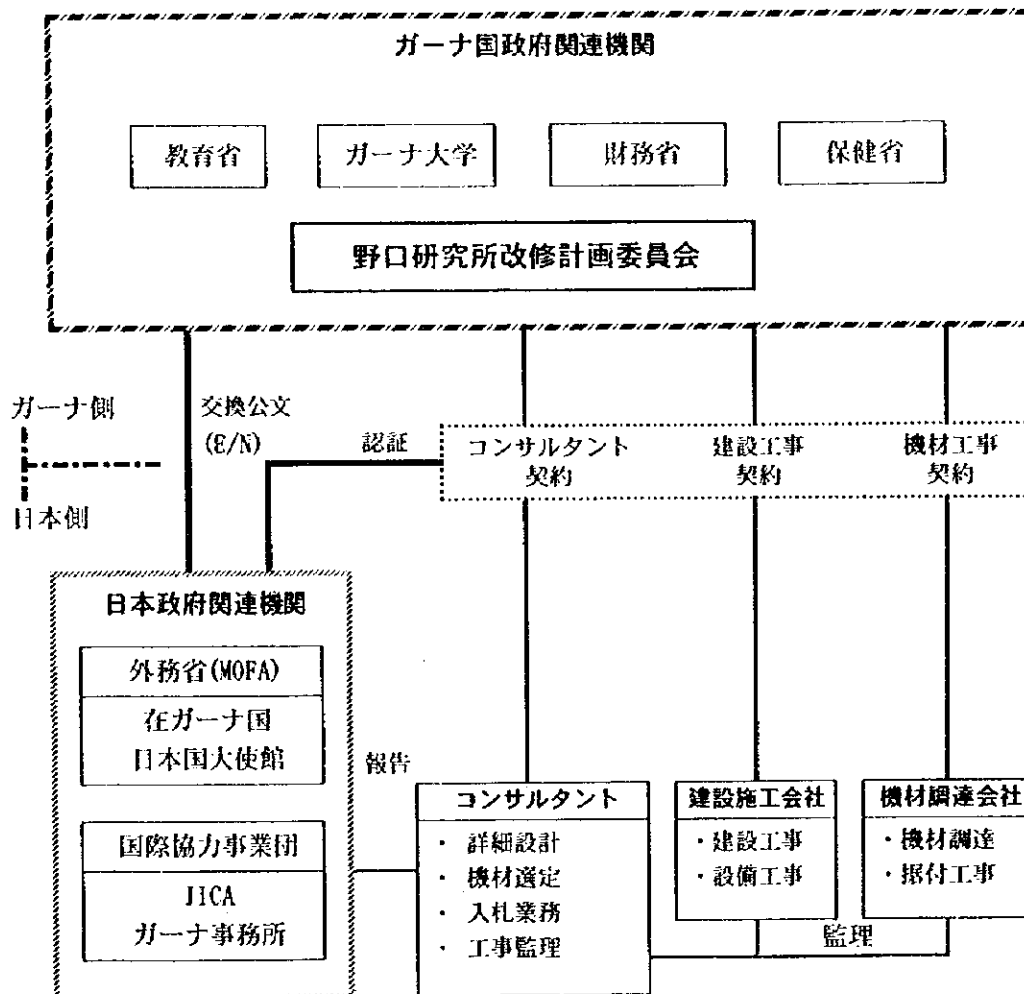 ガーナ国政府関連機関
教育省
ガーナ大学
財務省
保健省
野口研究所改修計画委員会
ガーナ側
日本側
交換公文
(E/N)
認証
コンサルタント
契約
建設工事
契約
機材工事
契約
日本政府関連機関
外務省(MOFA)
在ガーナ国
日本国大使館
国際協力事業団
JICA
ガーナ事務所
報告
コンサルタント
・ 詳細設計
・ 機材選定
・ 入札業務
・ 工事監理
建設施工会社
・建設工事
・設備工事
機材調達会社
・機材調達
・据付工事
監理